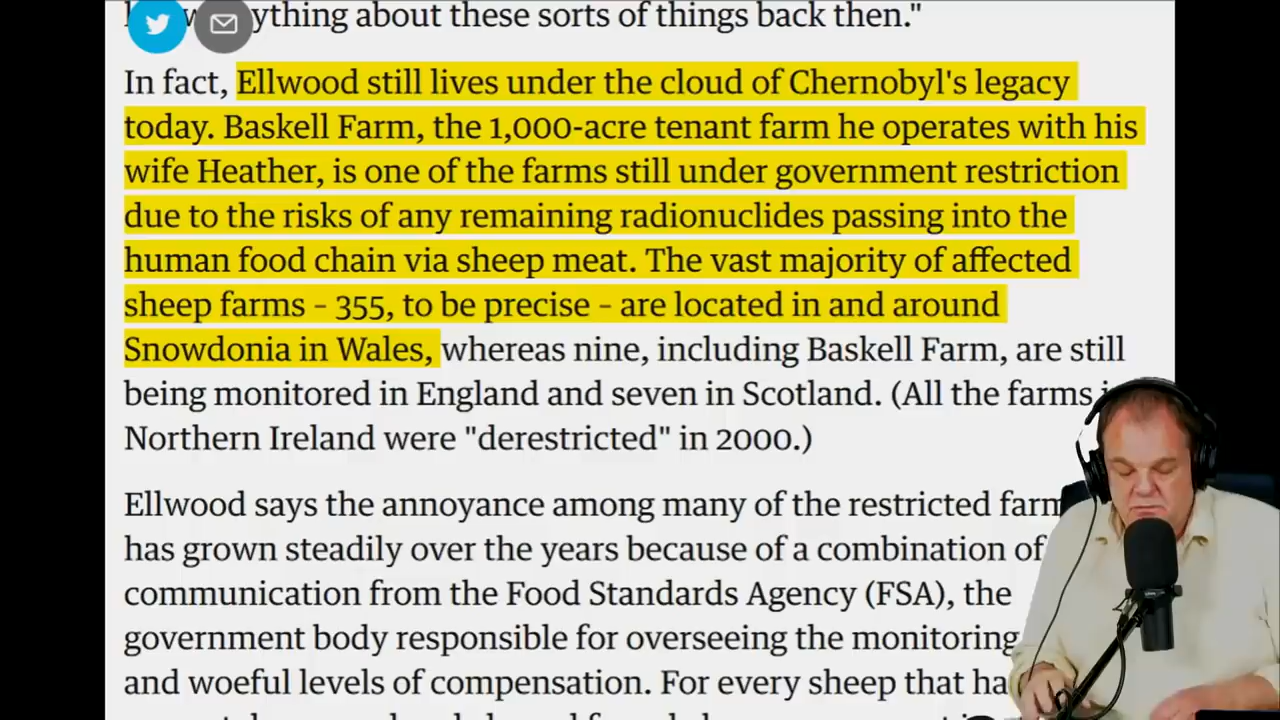 ything about these sorts of things back then."
In fact, Ellwood still lives under the cloud of Chernobyl's legacy
today. Baskell Farm, the 1,000-acre tenant farm he operates with his
wife Heather, is one of the farms still under government restriction
due to the risks of any remaining radionuclides passing into the
human food chain via sheep meat. The vast majority of affected
sheep farms – 355, to be precise – are located in and around
Snowdonia in Wales, whereas nine, including Baskell Farm, are still
being monitored in England and seven in Scotland. (All the farms
Northern Ireland were "derestricted" in 2000.)
Ellwood says the annoyance among many of the restricted farm
has grown steadily over the years because of a combination of
communication from the Food Standards Agency (FSA), the
government body responsible for overseeing the monitoring
and woeful levels of compensation. For every sheep that ha